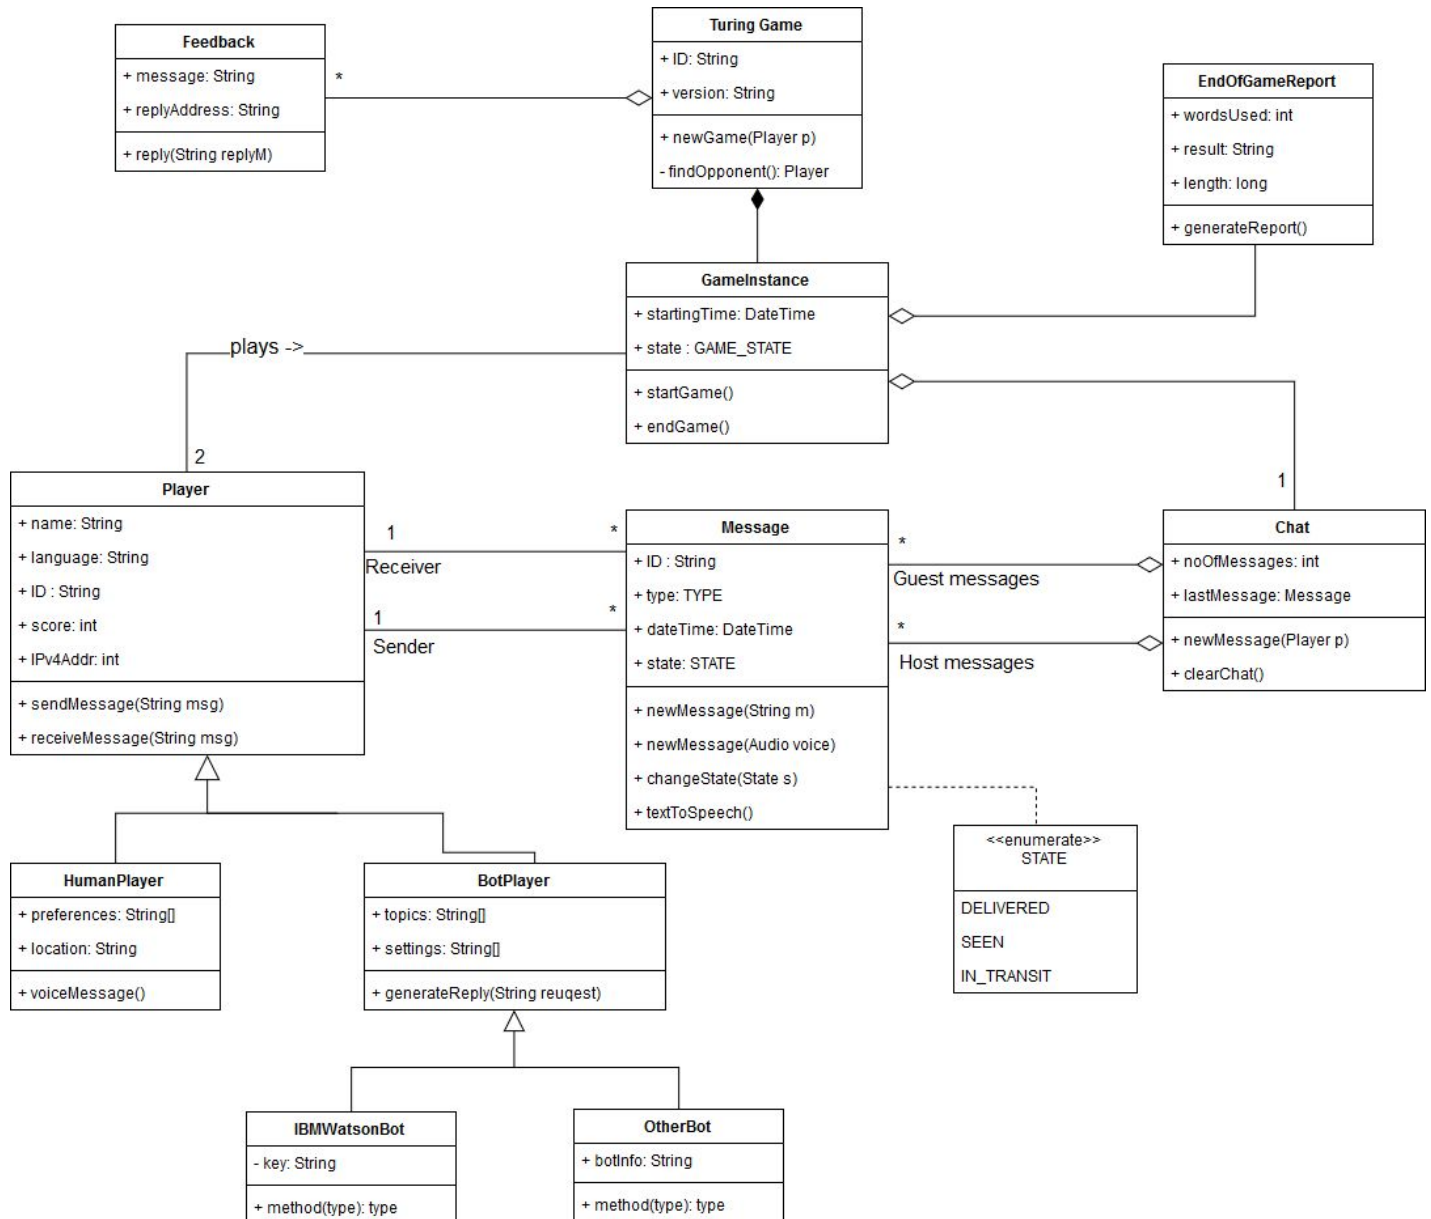 Feedback
+ message: String
+ replyAddress: String
+ reply(String replyM)
*
Turing Game
+ ID: String
+ version: String
+ newGame(Player p)
- findOpponent(): Player
EndOfGameReport
+ wordsUsed: int
+ result: String
+ length: long
+ generateReport()
GameInstance
+ startingTime: DateTime
+ state : GAME_STATE
+ startGame()
+ endGame()
plays ->
2
1
Player
+ name: String
+ language: String
+ ID : String
+ score: int
+ IPv4Addr: int
+ sendMessage(String msg)
+ receiveMessage(String msg)
1
*
Receiver
1
*
Sender
Message
+ ID : String
+ type: TYPE
+ dateTime: DateTime
+ state: STATE
+ newMessage(String m)
+ newMessage(Audio voice)
+ changeState(State s)
+ textToSpeech()
*
Guest messages
*
Host messages
Chat
+ noOfMessages: int
+ lastMessage: Message
+ newMessage(Player p)
+ clearChat()
<<enumerate>>
STATE
DELIVERED
SEEN
IN_TRANSIT
HumanPlayer
+ preferences: String[]
+ location: String
+ voiceMessage()
BotPlayer
+ topics: String[]
+ settings: String[]
+ generateReply(String reuqest)
IBMWatsonBot
- key: String
+ method(type): type
OtherBot
+ botInfo: String
+ method(type): type